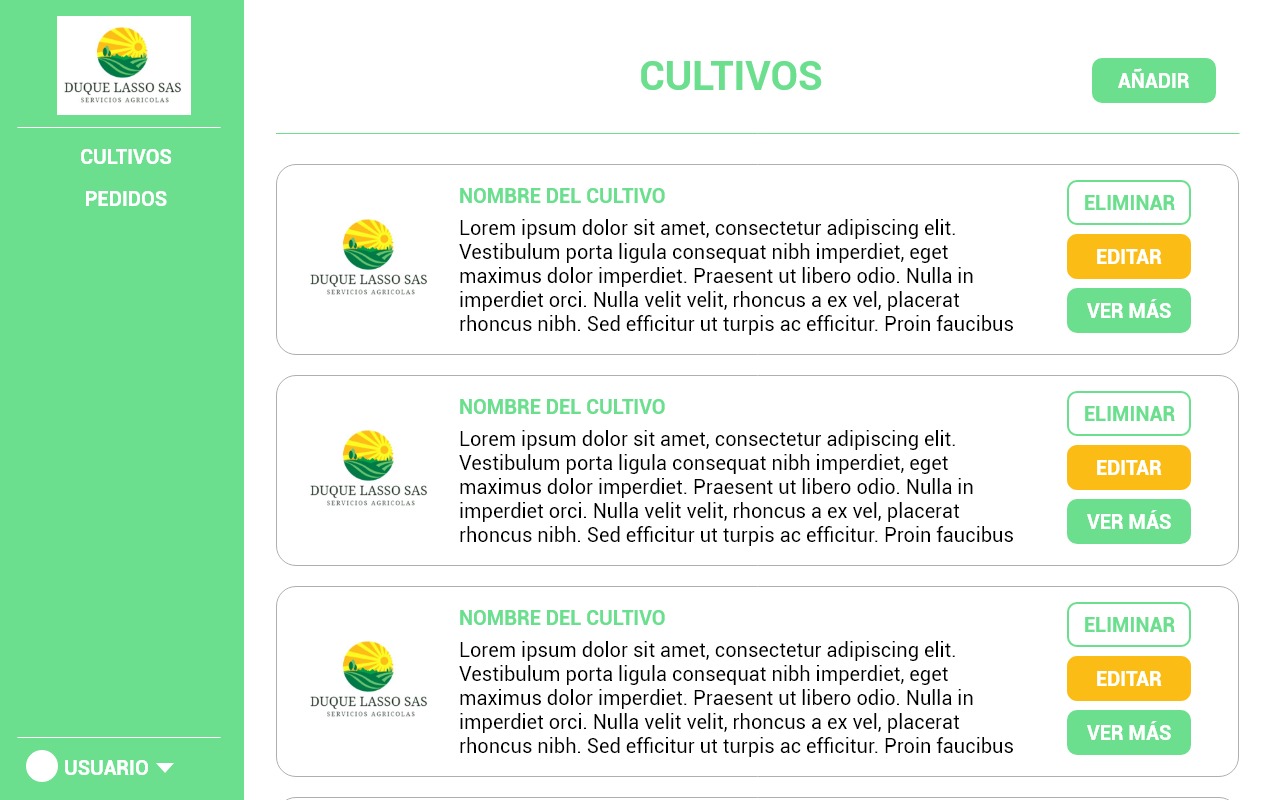 DUQUE LASSO SAS
SERVICIOS AGRICOLAS
CULTIVOS
PEDIDOS
USUARIO
CULTIVOS
AÑADIR
DUQUE LASSO SAS
SERVICIOS AGRICOLAS
NOMBRE DEL CULTIVO
Lorem ipsum dolor sit amet, consectetur adipiscing elit.
Vestibulum porta ligula consequat nibh imperdiet, eget
maximus dolor imperdiet. Praesent ut libero odio. Nulla in
imperdiet orci. Nulla velit velit, rhoncus a ex vel, placerat
rhoncus nibh. Sed efficitur ut turpis ac efficitur. Proin faucibus
ELIMINAR
EDITAR
VER MÁS
DUQUE LASSO SAS
SERVICIOS AGRICOLAS
NOMBRE DEL CULTIVO
Lorem ipsum dolor sit amet, consectetur adipiscing elit.
Vestibulum porta ligula consequat nibh imperdiet, eget
maximus dolor imperdiet. Praesent ut libero odio. Nulla in
imperdiet orci. Nulla velit velit, rhoncus a ex vel, placerat
rhoncus nibh. Sed efficitur ut turpis ac efficitur. Proin faucibus
ELIMINAR
EDITAR
VER MÁS
DUQUE LASSO SAS
SERVICIOS AGRICOLAS
NOMBRE DEL CULTIVO
Lorem ipsum dolor sit amet, consectetur adipiscing elit.
Vestibulum porta ligula consequat nibh imperdiet, eget
maximus dolor imperdiet. Praesent ut libero odio. Nulla in
imperdiet orci. Nulla velit velit, rhoncus a ex vel, placerat
rhoncus nibh. Sed efficitur ut turpis ac efficitur. Proin faucibus
ELIMINAR
EDITAR
VER MÁS